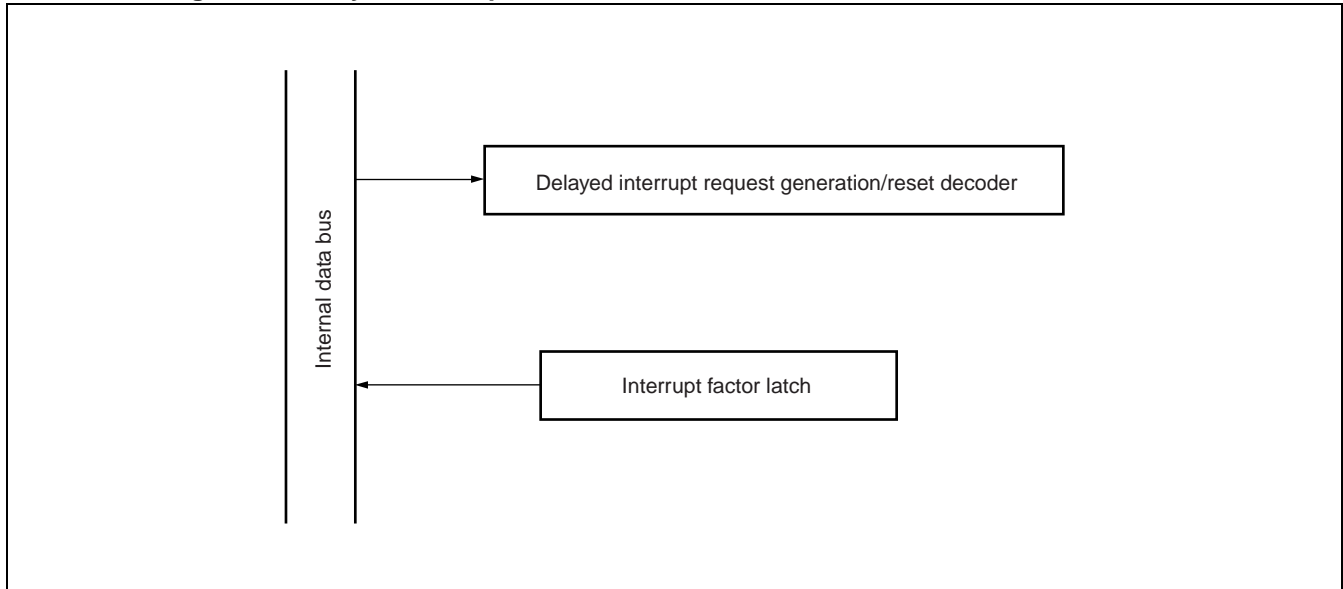 Internal data bus
Delayed interrupt request generation/reset decoder
Interrupt factor latch